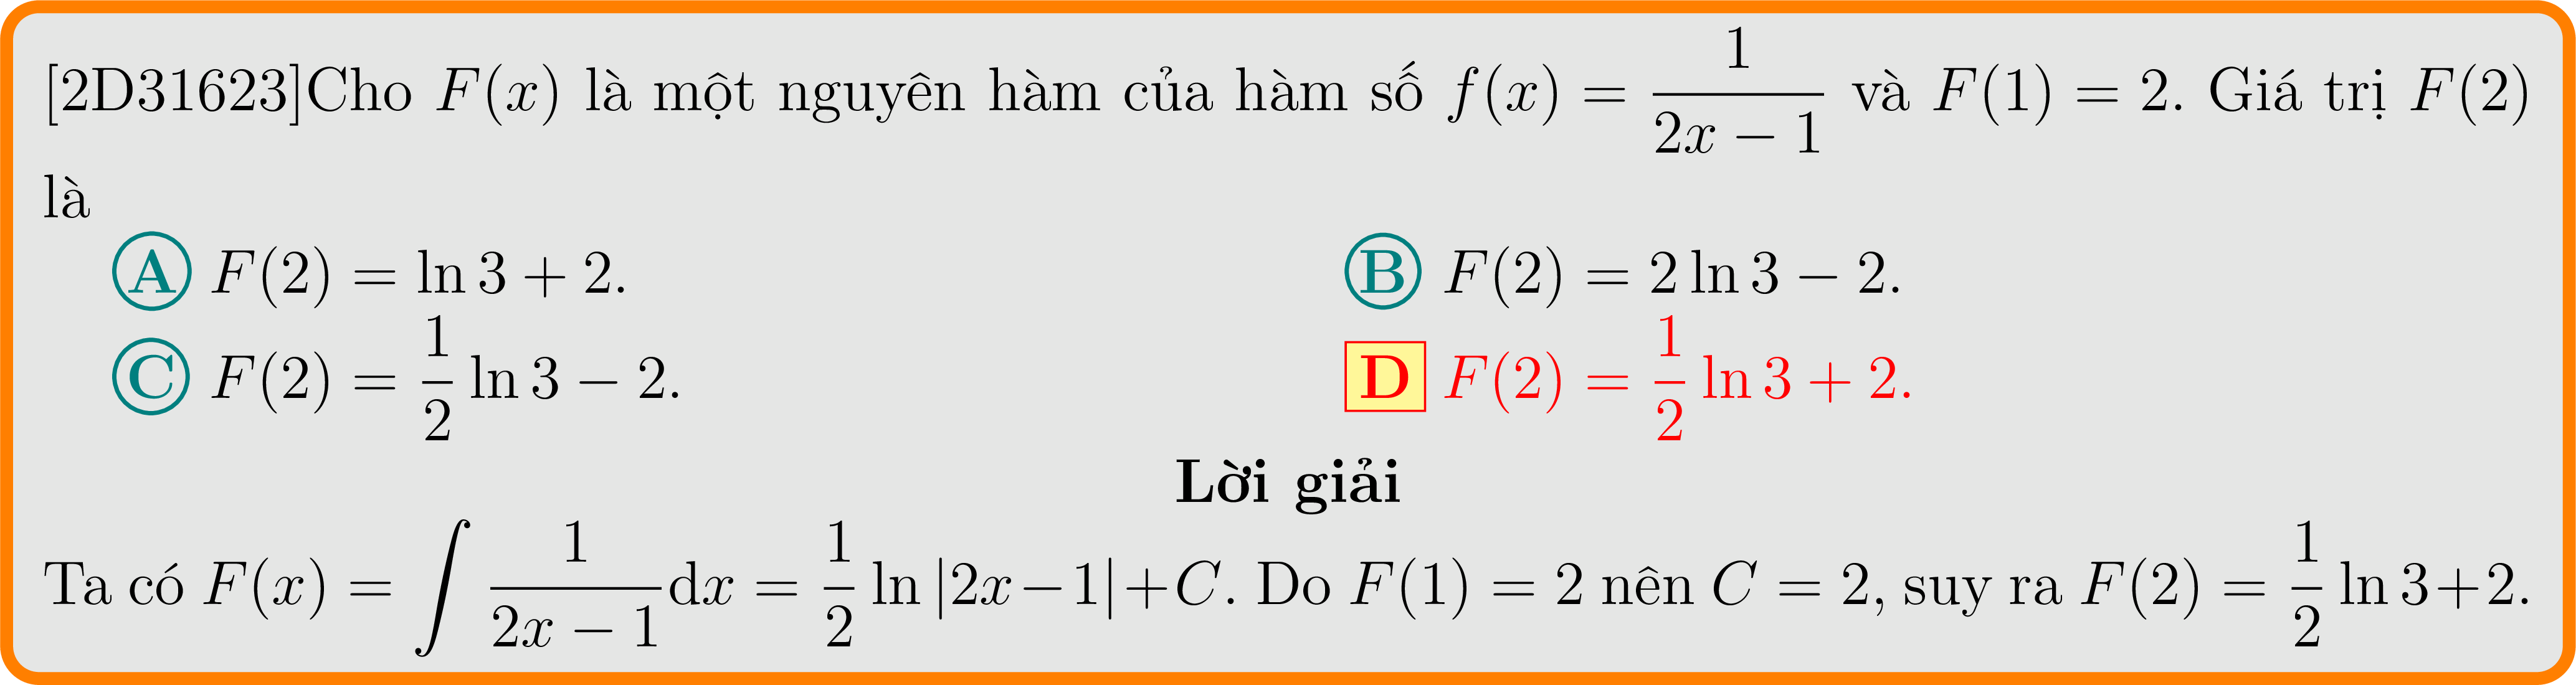 [2D31623]Cho F(x) là một nguyên hàm của hàm số f(x) = \frac{1}{2x − 1} và F(1) = 2. Giá trị F(2)
là
A F(2) = ln 3 + 2. B F(2) = 2 ln 3 − 2.
C F(2) = \frac{1}{2} ln 3 − 2. D F(2) = \frac{1}{2} ln 3 + 2.
Lời giải
Ta có F(x) = ∫ \frac{1}{2x − 1} dx = \frac{1}{2} ln |2x − 1| + C. Do F(1) = 2 nên C = 2, suy ra F(2) = \frac{1}{2} ln 3 + 2.